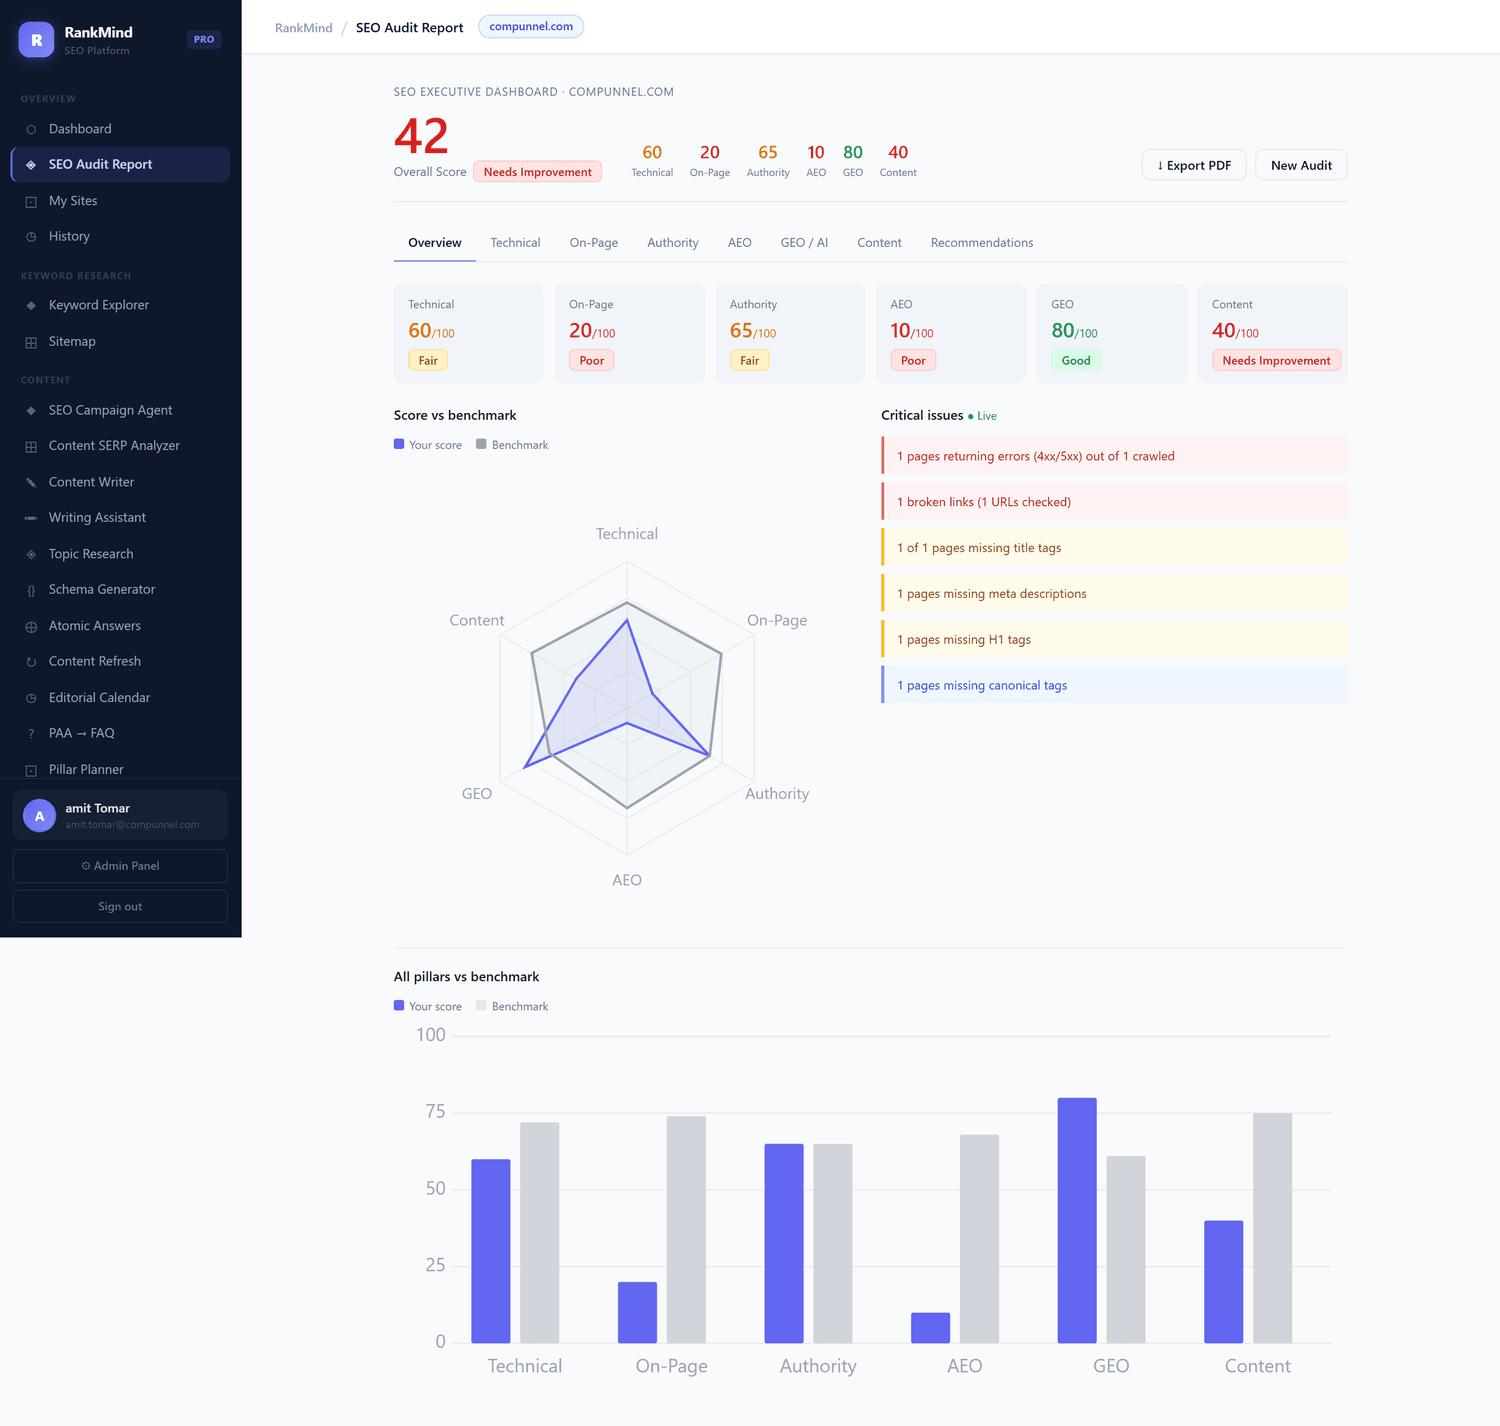 R
RankMind
SEO Platform
PRO
OVERVIEW
Dashboard
SEO Audit Report
My Sites
History
KEYWORD RESEARCH
Keyword Explorer
Sitemap
CONTENT
SEO Campaign Agent
Content SERP Analyzer
Content Writer
Writing Assistant
Topic Research
{} Schema Generator
Atomic Answers
Content Refresh
Editorial Calendar
? PAA → FAQ
Pillar Planner
A
amit Tomar
amit.tomar@compunnel.com
Admin Panel
Sign out
RankMind / SEO Audit Report compunnel.com
SEO EXECUTIVE DASHBOARD · COMPUNNEL.COM
42
Overall Score Needs Improvement
60 20 65 10 80 40
Technical On-Page Authority AEO GEO Content
↓ Export PDF New Audit
Overview Technical On-Page Authority AEO GEO / AI Content Recommendations
Technical
60/100
Fair
On-Page
20/100
Poor
Authority
65/100
Fair
AEO
10/100
Poor
GEO
80/100
Good
Content
40/100
Needs Improvement
Score vs benchmark
Your score Benchmark
Technical
Content On-Page
GEO Authority
AEO
Critical issues ● Live
1 pages returning errors (4xx/5xx) out of 1 crawled
1 broken links (1 URLs checked)
1 of 1 pages missing title tags
1 pages missing meta descriptions
1 pages missing H1 tags
1 pages missing canonical tags
All pillars vs benchmark
Your score Benchmark
100
75
50
25
0
Technical On-Page Authority AEO GEO Content